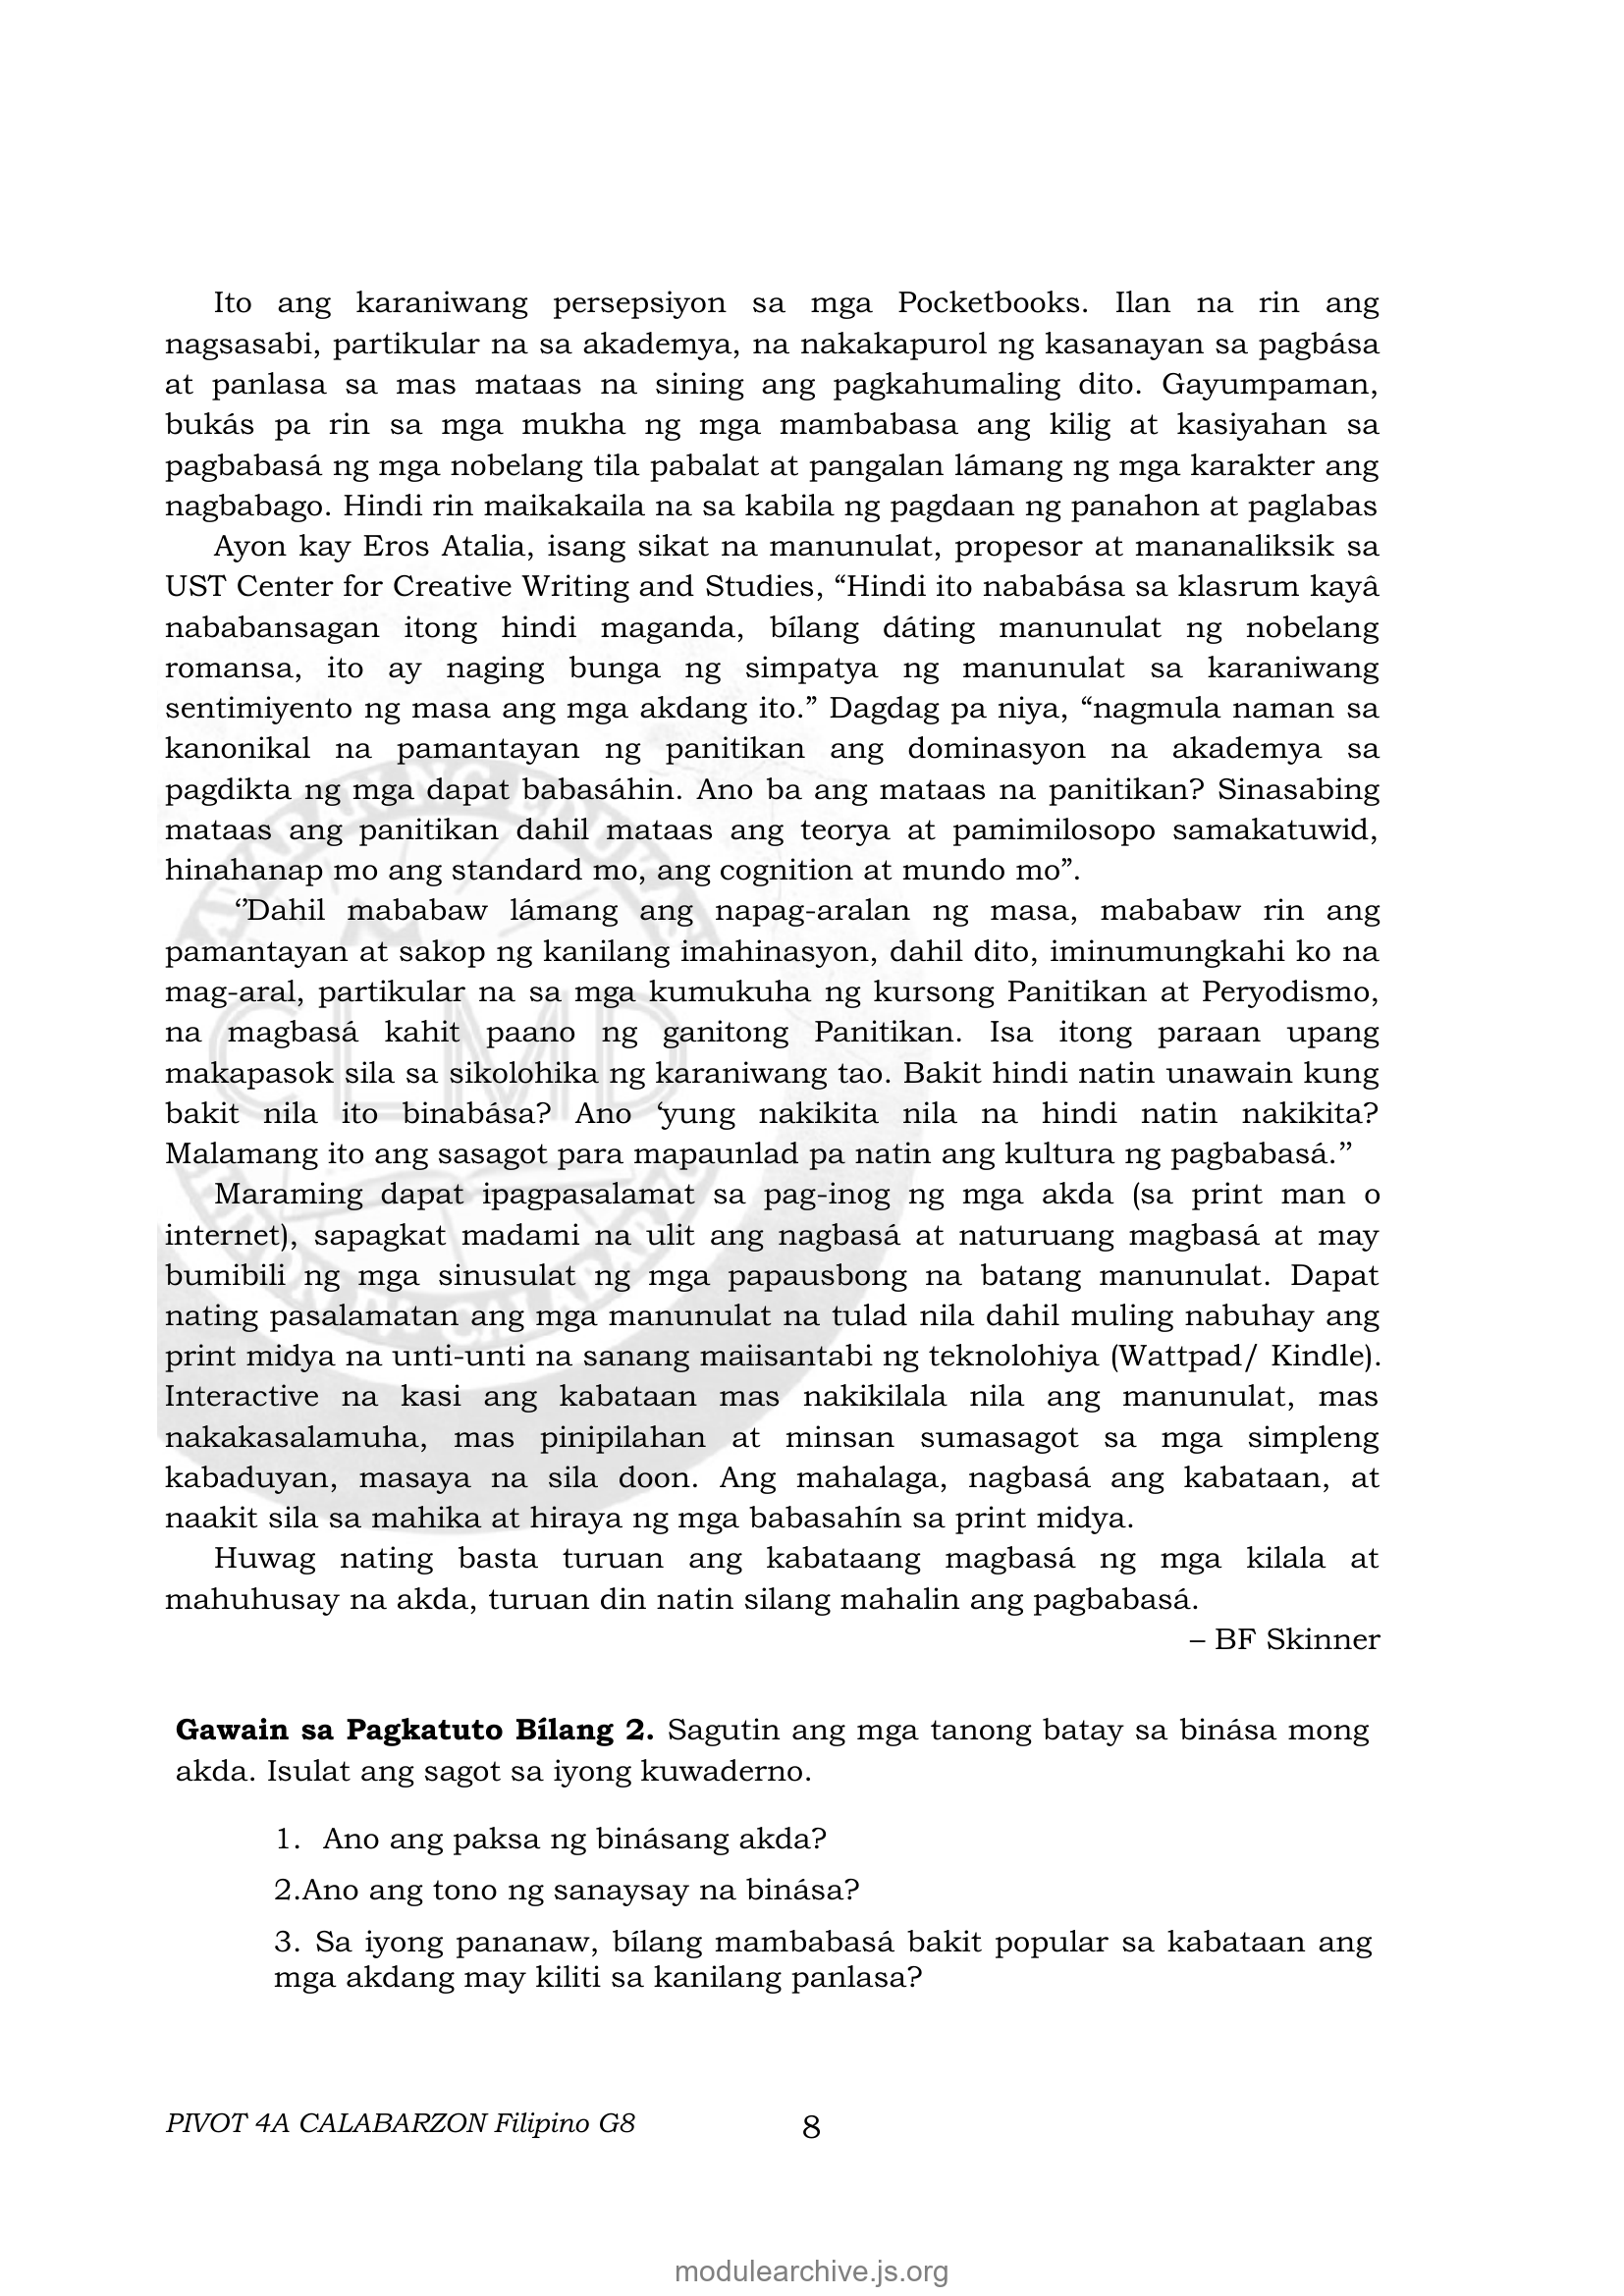 Ito ang karaniwang persepsiyon sa mga Pocketbooks. Ilan na rin ang
nagsasabi, partikular na sa akademya, na nakakapurol ng kasanayan sa pagbása
at panlasa sa mas mataas na sining ang pagkahumaling dito. Gayumpaman,
bukás pa rin sa mga mukha ng mga mambabasa ang kilig at kasiyahan sa
pagbabasá ng mga nobelang tila pabalat at pangalan lámang ng mga karakter ang
nagbabago. Hindi rin maikakaila na sa kabila ng pagdaan ng panahon at paglabas
Ayon kay Eros Atalia, isang sikat na manunulat, propesor at mananaliksik sa
UST Center for Creative Writing and Studies, “Hindi ito nababása sa klasrum kayâ
nababansagan itong hindi maganda, bílang dáting manunulat ng nobelang
romansa, ito ay naging bunga ng simpatya ng manunulat sa karaniwang
sentimiyento ng masa ang mga akdang ito.” Dagdag pa niya, “nagmula naman sa
kanonikal na pamantayan ng panitikan ang dominasyon na akademya sa
pagdikta ng mga dapat babasáhin. Ano ba ang mataas na panitikan? Sinasabing
mataas ang panitikan dahil mataas ang teorya at pamimilosopo samakatuwid,
hinahanap mo ang standard mo, ang cognition at mundo mo”.
‘’Dahil mababaw lámang ang napag-aralan ng masa, mababaw rin ang
pamantayan at sakop ng kanilang imahinasyon, dahil dito, iminumungkahi ko na
mag-aral, partikular na sa mga kumukuha ng kursong Panitikan at Peryodismo,
na magbasá kahit paano ng ganitong Panitikan. Isa itong paraan upang
makapasok sila sa sikolohika ng karaniwang tao. Bakit hindi natin unawain kung
bakit nila ito binabása? Ano ‘yung nakikita nila na hindi natin nakikita?
Malamang ito ang sasagot para mapaunlad pa natin ang kultura ng pagbabasá.’’
Maraming dapat ipagpasalamat sa pag-inog ng mga akda (sa print man o
internet), sapagkat madami na ulit ang nagbasá at naturuang magbasá at may
bumibili ng mga sinusulat ng mga papausbong na batang manunulat. Dapat
nating pasalamatan ang mga manunulat na tulad nila dahil muling nabuhay ang
print midya na unti-unti na sanang maiisantabi ng teknolohiya (Wattpad/ Kindle).
Interactive na kasi ang kabataan mas nakikilala nila ang manunulat, mas
nakakasalamuha, mas pinipilahan at minsan sumasagot sa mga simpleng
kabaduyan, masaya na sila doon. Ang mahalaga, nagbasá ang kabataan, at
naakit sila sa mahika at hiraya ng mga babasahín sa print midya.
Huwag nating basta turuan ang kabataang magbasá ng mga kilala at
mahuhusay na akda, turuan din natin silang mahalin ang pagbabasá.
– BF Skinner
Gawain sa Pagkatuto Bílang 2. Sagutin ang mga tanong batay sa binása mong
akda. Isulat ang sagot sa iyong kuwaderno.
1. Ano ang paksa ng binásang akda?
2.Ano ang tono ng sanaysay na binása?
3. Sa iyong pananaw, bílang mambabasá bakit popular sa kabataan ang
mga akdang may kiliti sa kanilang panlasa?
PIVOT 4A CALABARZON Filipino G8
8
CLMD
modulearchive.js.org